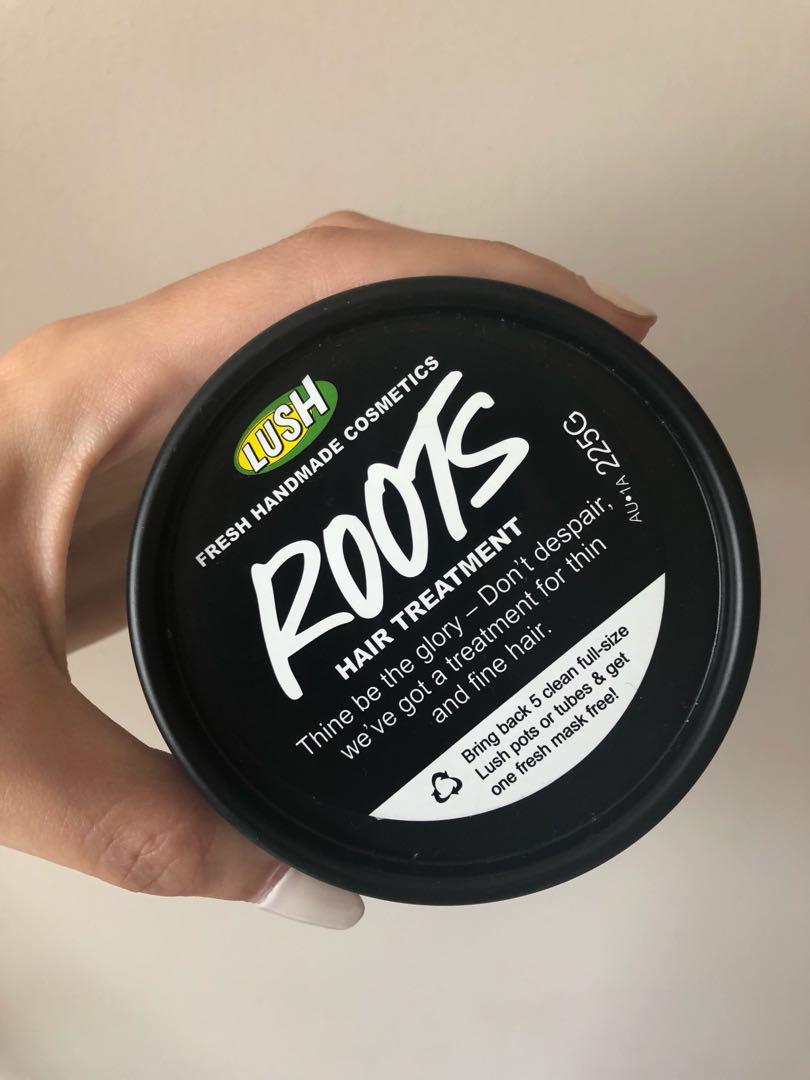 LUSH
FRESH HANDMADE COSMETICS
ROOTS
HAIR TREATMENT
Thine be the glory – Don't despair,
we've got a treatment for thin
and fine hair.
AU•1A 225G
Bring back 5 clean full-size
Lush pots or tubes & get
one fresh mask free!